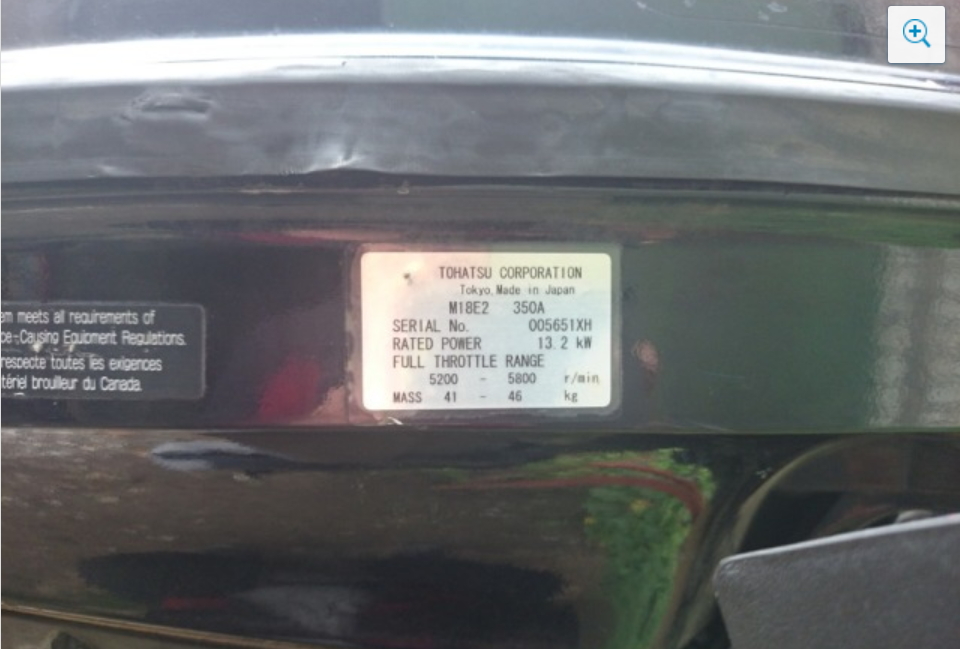 em meets all requirements of
ce-Causing Equipment Regulations.
respecte toutes les exigences
tériel brouilleur du Canada.
TOHATSU CORPORATION
Tokyo, Made in Japan
M18E2 350A
SERIAL No. 005651XH
RATED POWER 13.2 kW
FULL THROTTLE RANGE
5200 - 5800 r/min
MASS 41 - 46 kg